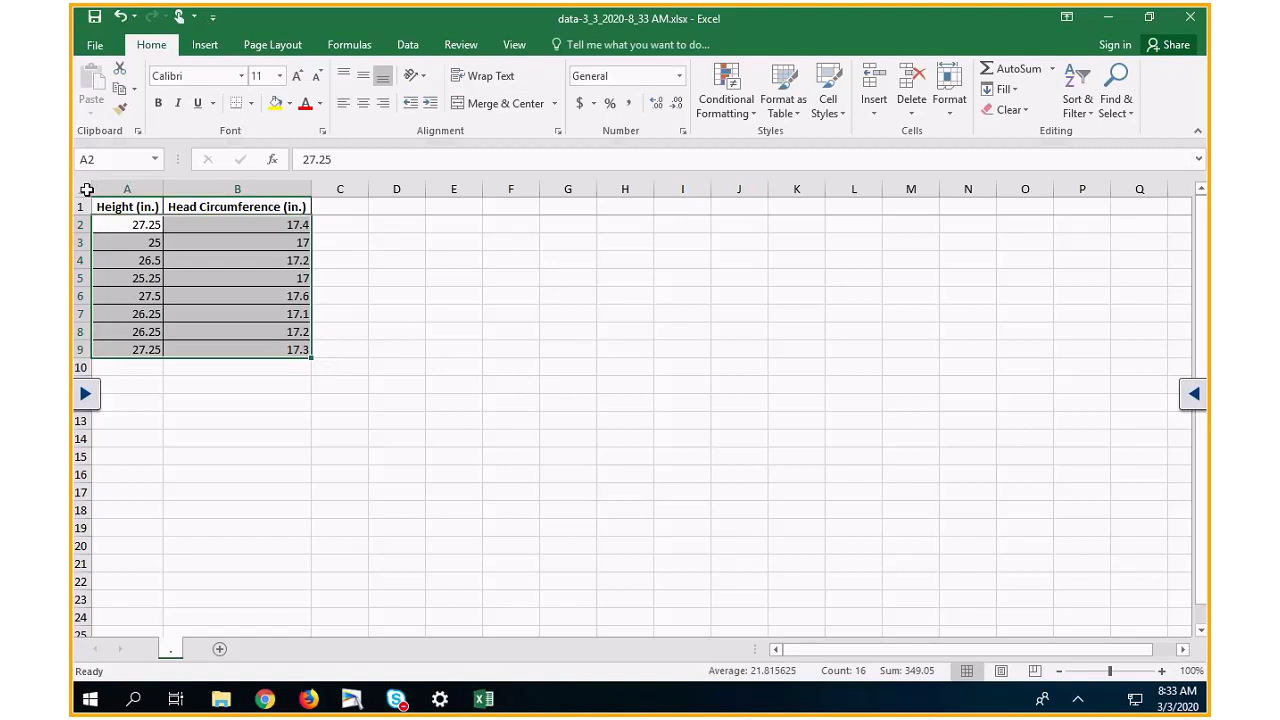 data-3_3_2020-8_33 AM.xlsx - Excel
File Home Insert Page Layout Formulas Data Review View Tell me what you want to do... Sign in Share
Paste
Calibri 11 A A
B I U A
Wrap Text
Merge & Center
General
$ % ,
Conditional Formatting
Format as Table
Cell Styles
Insert Delete Format
AutoSum
Fill
Clear
Sort & Filter
Find & Select
Clipboard Font Alignment Number Styles Cells Editing
A2 fx 27.25
A B C D E F G H I J K L M N O P Q
1 Height (in.) Head Circumference (in.)
2 27.25 17.4
3 25 17
4 26.5 17.2
5 25.25 17
6 27.5 17.6
7 26.25 17.1
8 26.25 17.2
9 27.25 17.3
10
13
14
15
16
17
18
19
20
21
22
23
24
25
.
Ready Average: 21.815625 Count: 16 Sum: 349.05 100%
8:33 AM
3/3/2020